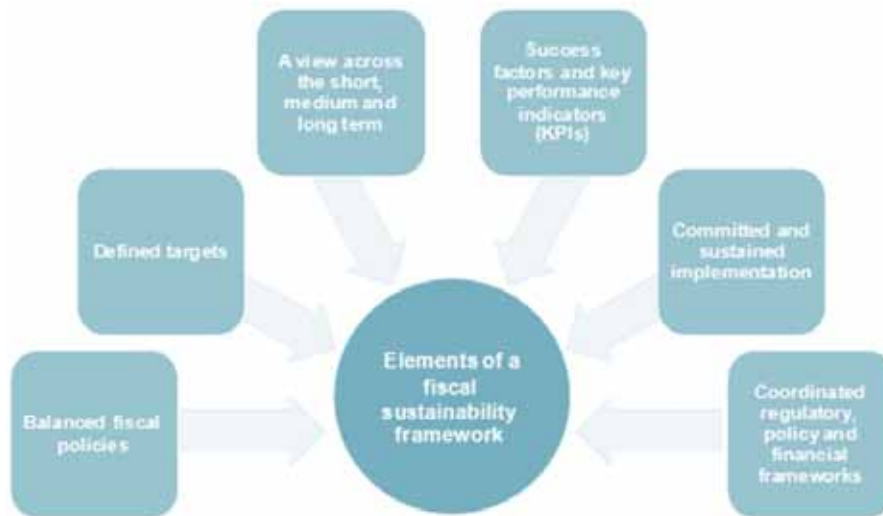 A view across
the short,
medium and
long term
Success
factors and key
performance
indicators
(KPIs)
Defined targets
Committed and
sustained
implementation
Balanced fiscal
policies
Elements of a
fiscal
sustainability
framework
Coordinated
regulatory,
policy and
financial
frameworks